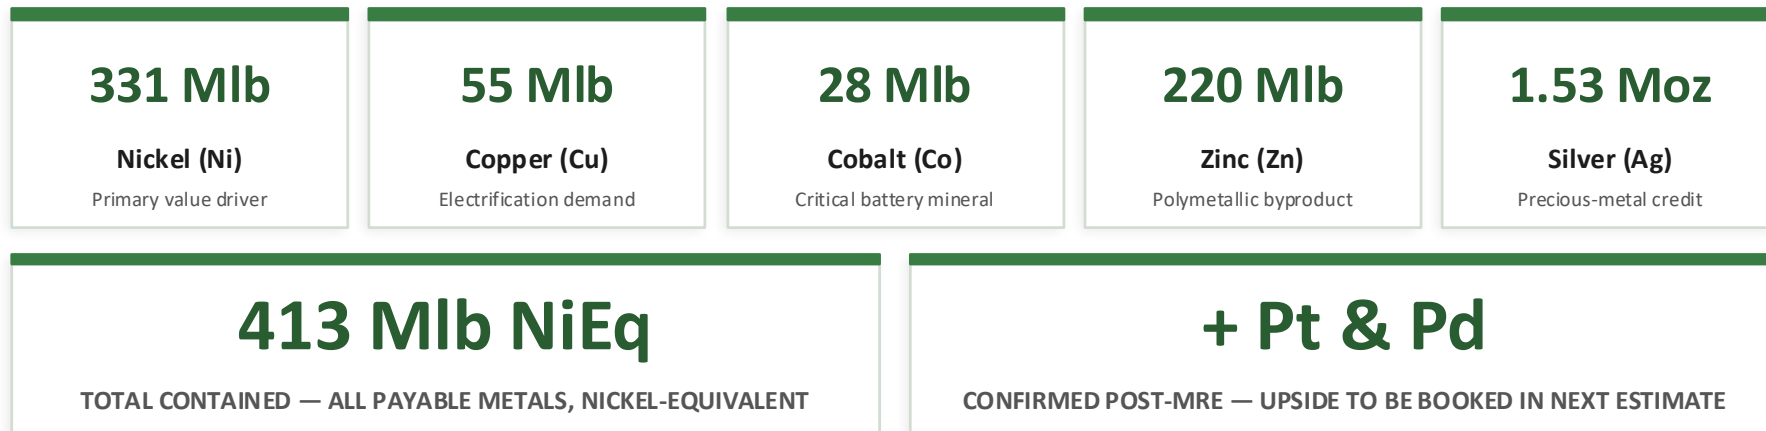 331 Mlb
Nickel (Ni)
Primary value driver
55 Mlb
Copper (Cu)
Electrification demand
28 Mlb
Cobalt (Co)
Critical battery mineral
220 Mlb
Zinc (Zn)
Polymetallic byproduct
1.53 Moz
Silver (Ag)
Precious-metal credit
413 Mlb NiEq
TOTAL CONTAINED — ALL PAYABLE METALS, NICKEL-EQUIVALENT
+ Pt & Pd
CONFIRMED POST-MRE — UPSIDE TO BE BOOKED IN NEXT ESTIMATE